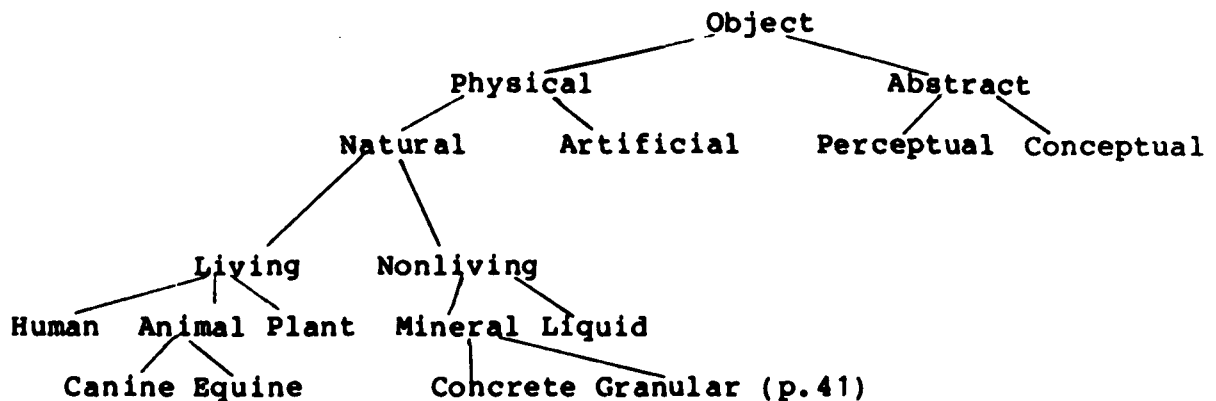 Object
Physical Abstract
Natural Artificial Perceptual Conceptual
Living Nonliving
Human Animal Plant Mineral Liquid
Canine Equine Concrete Granular (p.41)